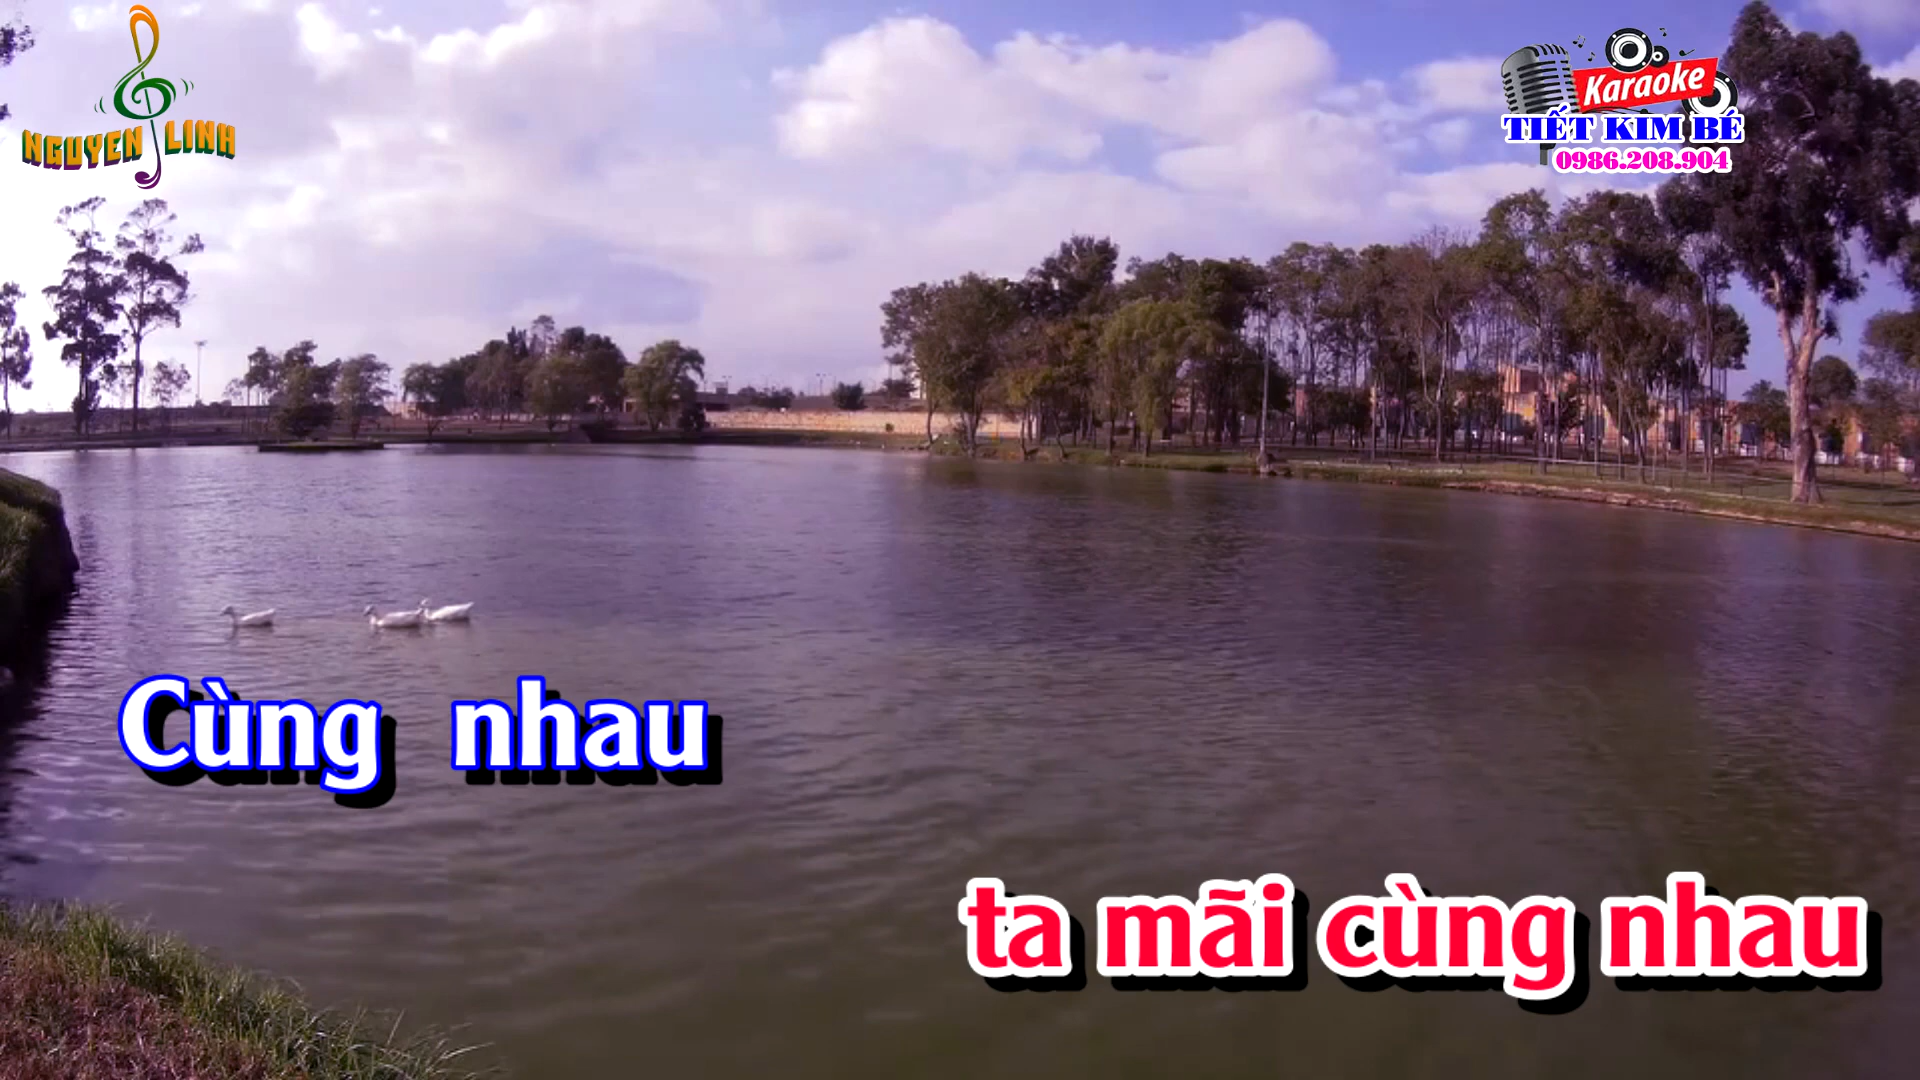 NGUYEN LINH
Karaoke
TIẾT KIM BÉ
0986.208.904
Cùng nhau
ta mãi cùng nhau